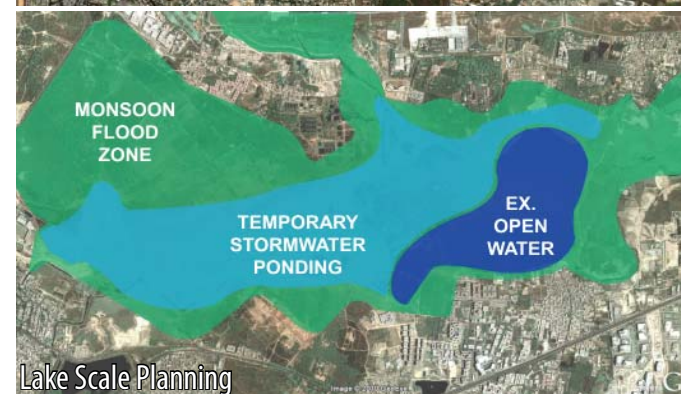 MONSOON
FLOOD
ZONE
TEMPORARY
STORMWATER
PONDING
EX.
OPEN
WATER
Lake Scale Planning
G